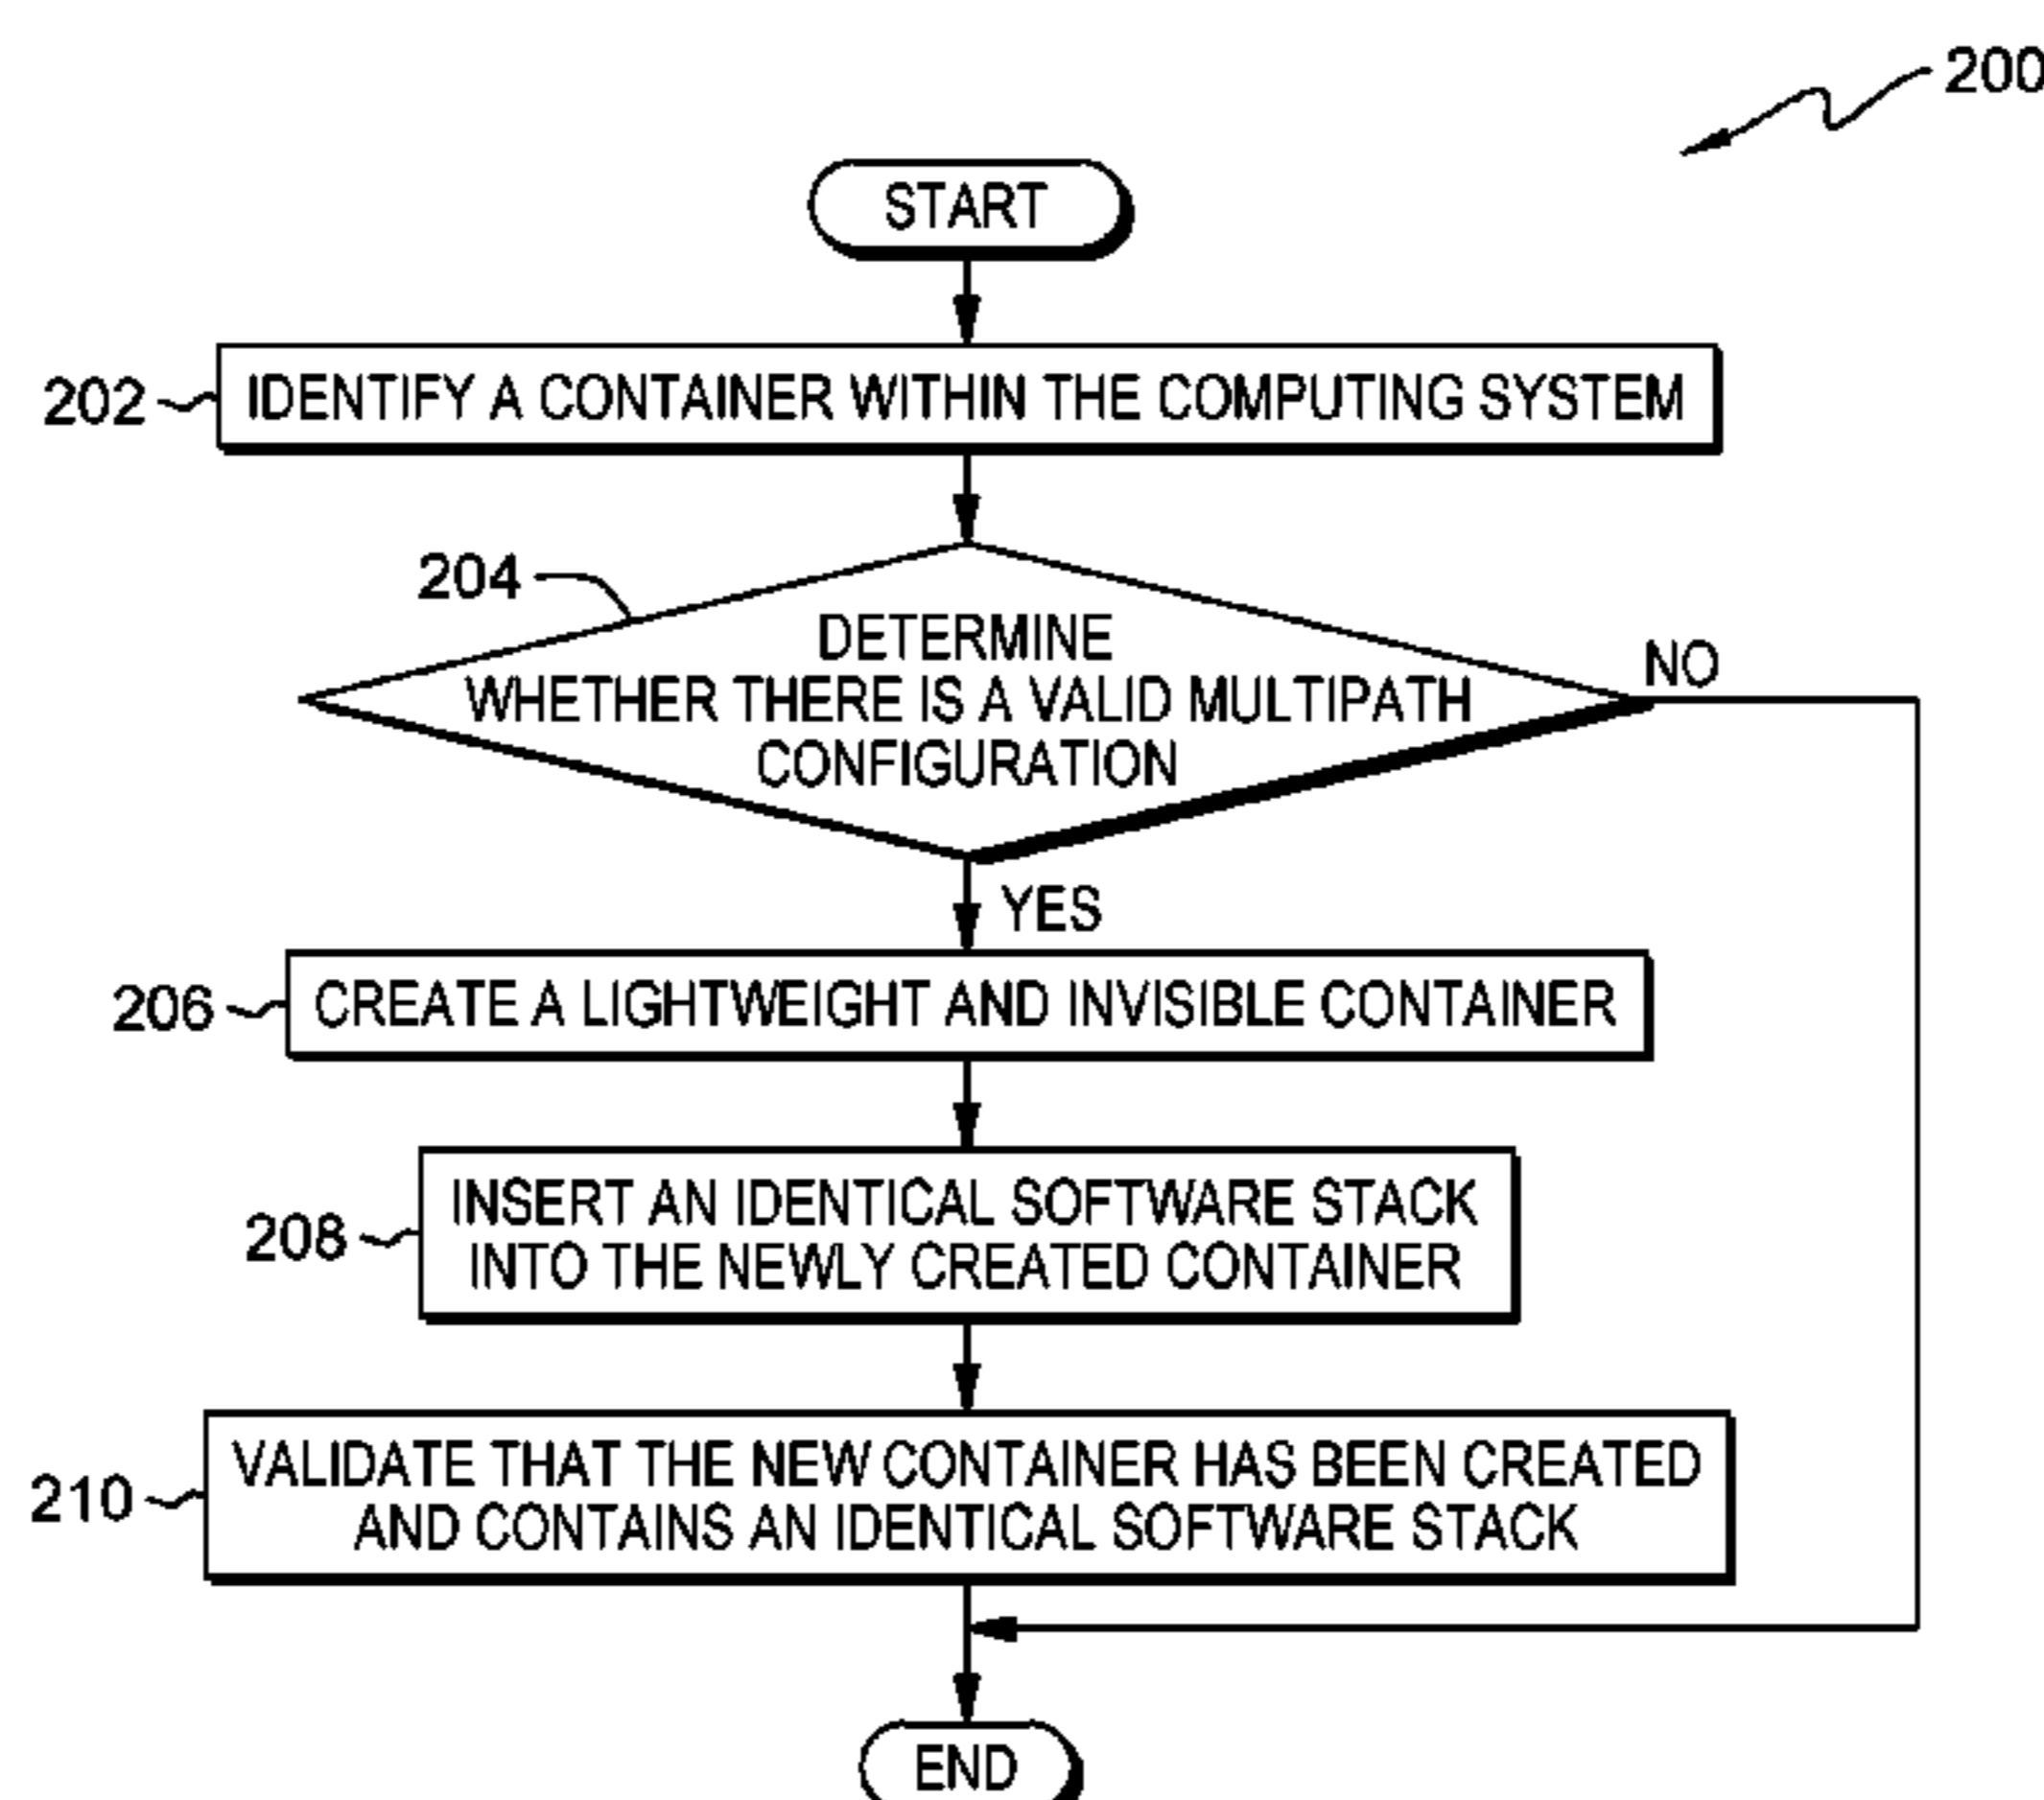 200
START
202
IDENTIFY A CONTAINER WITHIN THE COMPUTING SYSTEM
204
DETERMINE
WHETHER THERE IS A VALID MULTIPATH
CONFIGURATION
NO
YES
206
CREATE A LIGHTWEIGHT AND INVISIBLE CONTAINER
208
INSERT AN IDENTICAL SOFTWARE STACK
INTO THE NEWLY CREATED CONTAINER
210
VALIDATE THAT THE NEW CONTAINER HAS BEEN CREATED
AND CONTAINS AN IDENTICAL SOFTWARE STACK
END